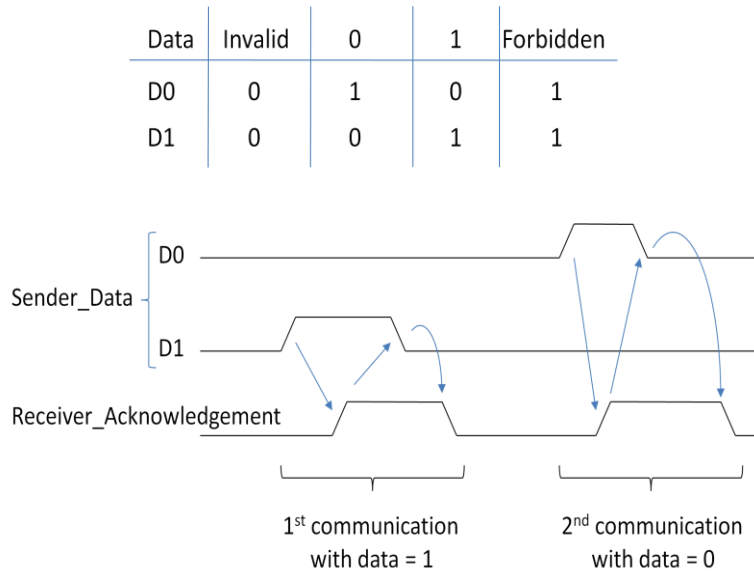 Data Invalid 0 1 Forbidden
D0 0 1 0 1
D1 0 0 1 1
D0
Sender_Data
D1
Receiver_Acknowledgement
1st communication
with data = 1
2nd communication
with data = 0